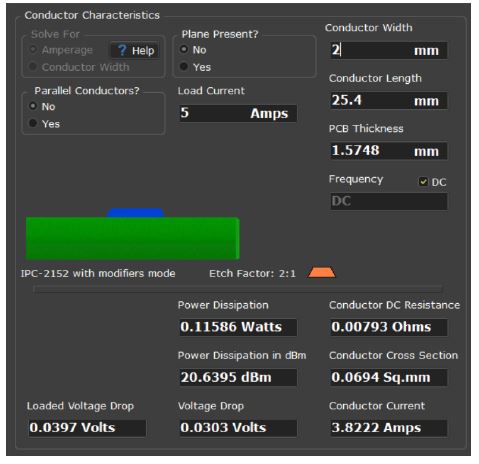 Conductor Characteristics
Solve For
Amperage
? Help
Conductor Width
Plane Present?
No
Yes
Conductor Width
2 mm
Parallel Conductors?
No
Yes
Load Current
5 Amps
Conductor Length
25.4 mm
PCB Thickness
1.5748 mm
Frequency
DC
DC
IPC-2152 with modifiers mode
Etch Factor: 2:1
Power Dissipation
0.11586 Watts
Conductor DC Resistance
0.00793 Ohms
Power Dissipation in dBm
20.6395 dBm
Conductor Cross Section
0.0694 Sq.mm
Loaded Voltage Drop
0.0397 Volts
Voltage Drop
0.0303 Volts
Conductor Current
3.8222 Amps